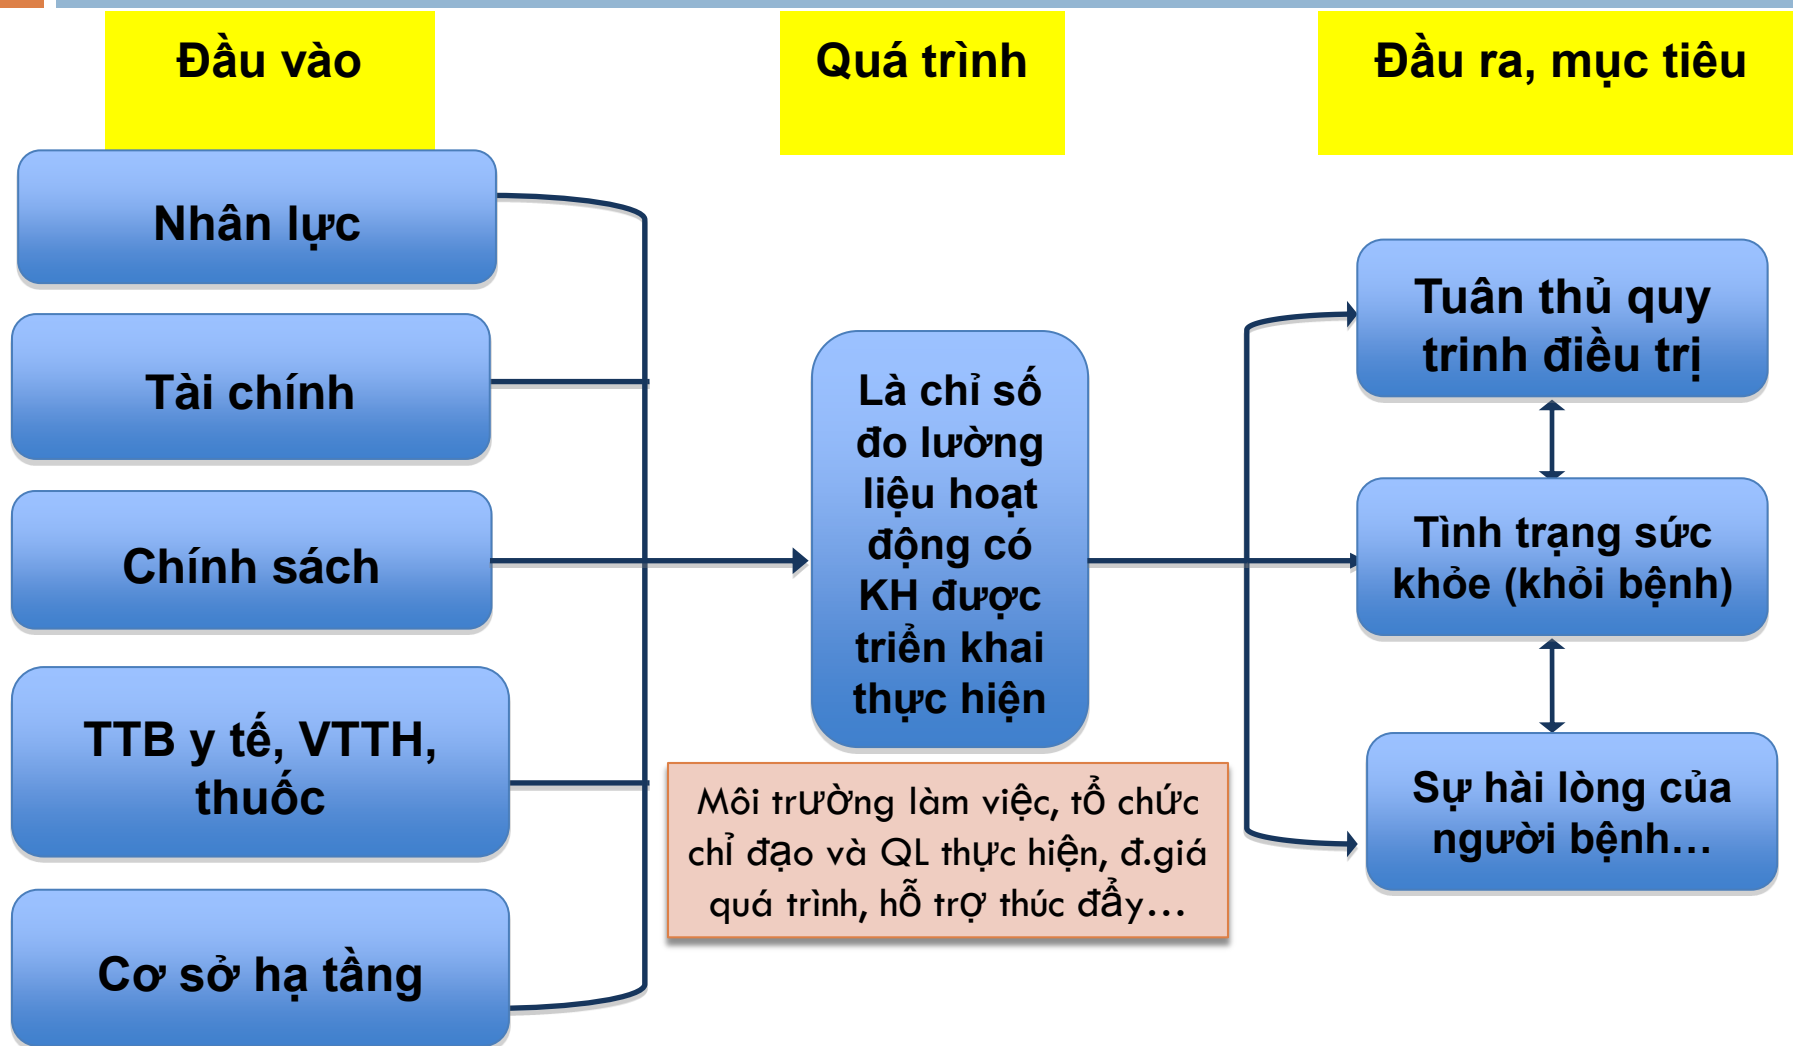 Đầu vào
Quá trình
Đầu ra, mục tiêu
Nhân lực
Tài chính
Chính sách
TTB y tế, VTTH,
thuốc
Cơ sở hạ tầng
Là chỉ số
đo lường
liệu hoạt
động có
KH được
triển khai
thực hiện
Môi trường làm việc, tổ chức
chỉ đạo và QL thực hiện, đ.giá
quá trình, hỗ trợ thúc đẩy...
Tuân thủ quy
trinh điều trị
Tình trạng sức
khỏe (khỏi bệnh)
Sự hài lòng của
người bệnh...